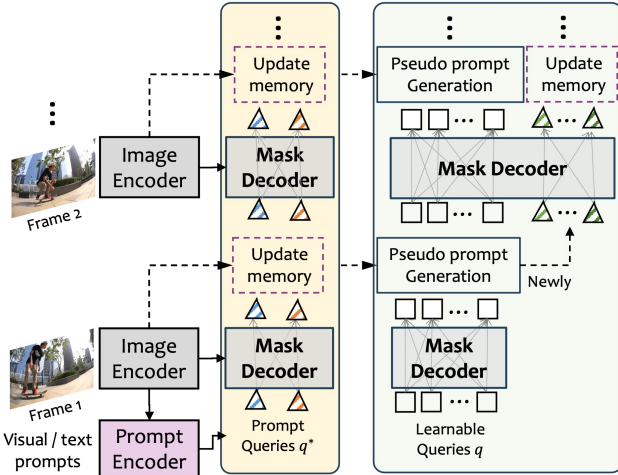 Update
memory
Pseudo prompt
Generation
Update
memory
Image
Encoder
Mask
Decoder
Mask Decoder
Frame 2
Update
memory
Pseudo prompt
Generation
Newly
Image
Encoder
Mask
Decoder
Mask
Decoder
Frame 1
Visual / text
prompts
Prompt
Encoder
Prompt
Queries q*
Learnable
Queries q